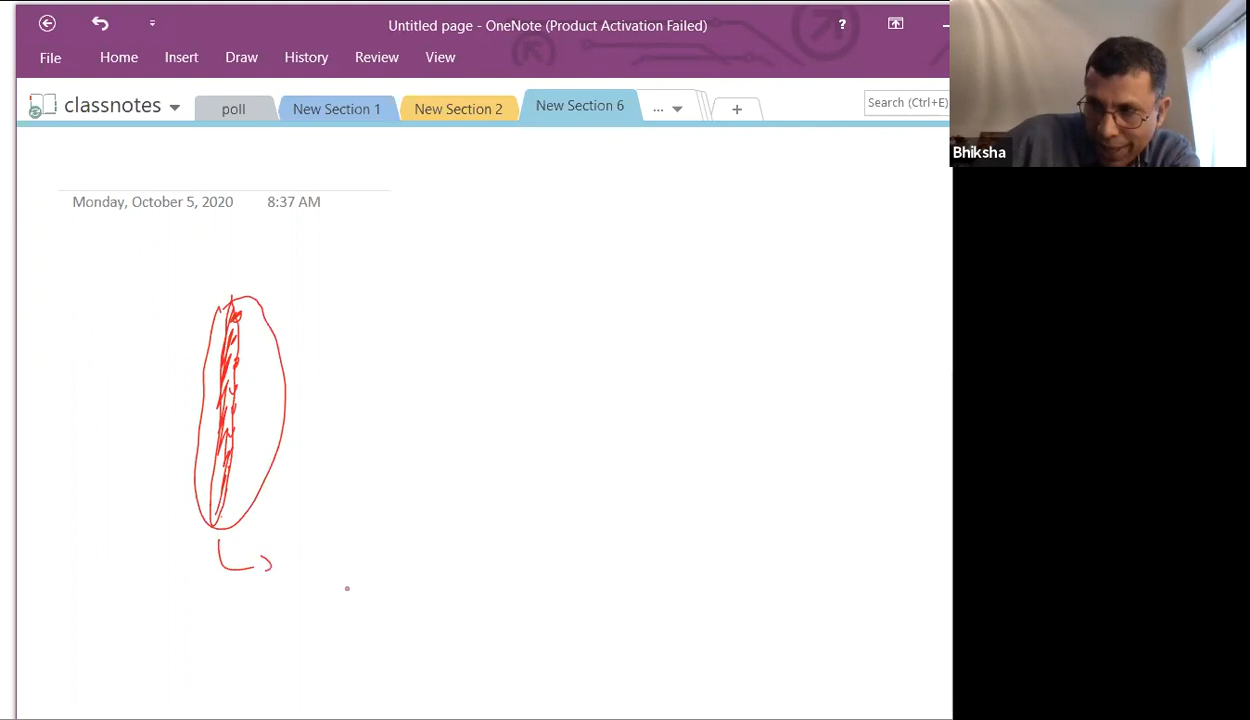 Untitled page - OneNote (Product Activation Failed)
?
File Home Insert Draw History Review View
classnotes poll New Section 1 New Section 2 New Section 6 ... + Search (Ctrl+E)
Bhiksha
Monday, October 5, 2020 8:37 AM